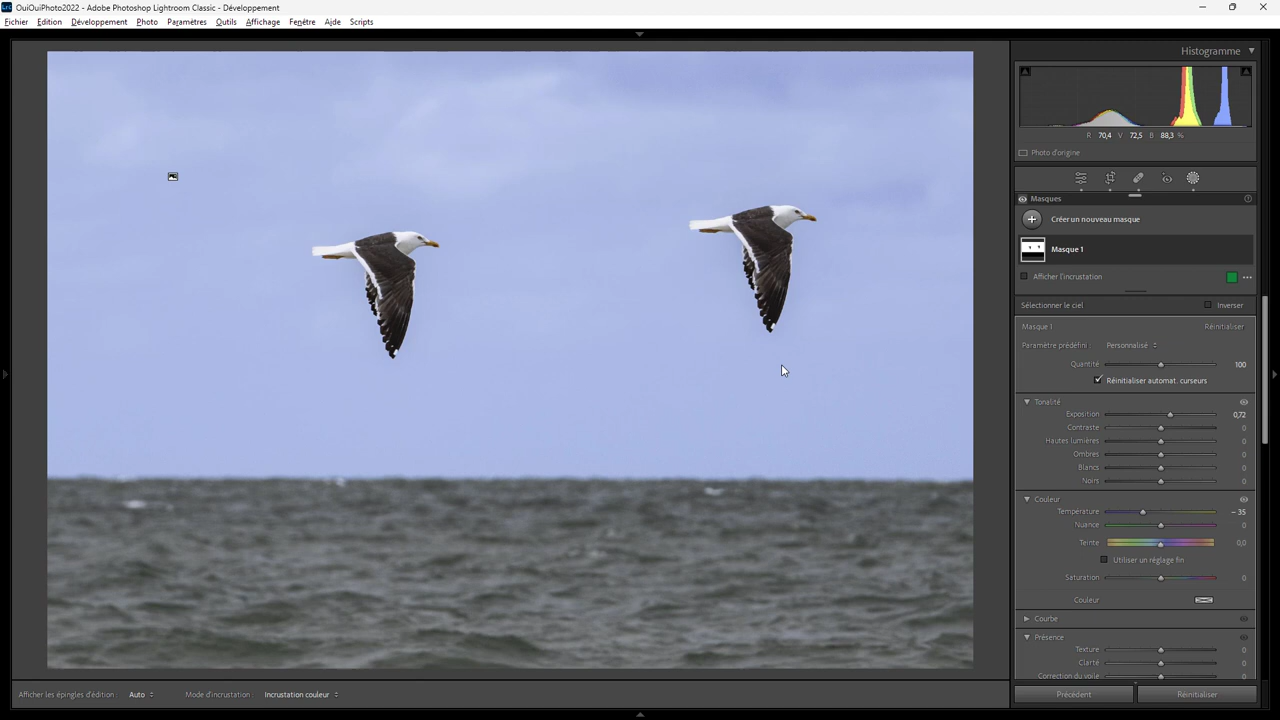 OuiOuiPhoto2022 - Adobe Photoshop Lightroom Classic - Développement
Fichier Edition Développement Photo Paramètres Outils Affichage Fenêtre Aide Scripts
Histogramme
R 70,4 V 72,5 B 88,3 %
Photo d'origine
Masques
Créer un nouveau masque
Masque 1
Afficher l'incrustation
Sélectionner le ciel Inverser
Masque 1 Réinitialiser
Paramètre prédéfini : Personnalisé
Quantité 100
Réinitialiser automat. curseurs
Tonalité
Exposition 0,72
Contraste 0
Hautes lumières 0
Ombres 0
Blancs 0
Noirs 0
Couleur
Température – 35
Nuance 0
Teinte 0,0
Utiliser un réglage fin
Saturation 0
Couleur
Courbe
Présence
Texture 0
Clarté 0
Correction du voile 0
Afficher les épingles d'édition : Auto Mode d'incrustation : Incrustation couleur Précédent Réinitialiser